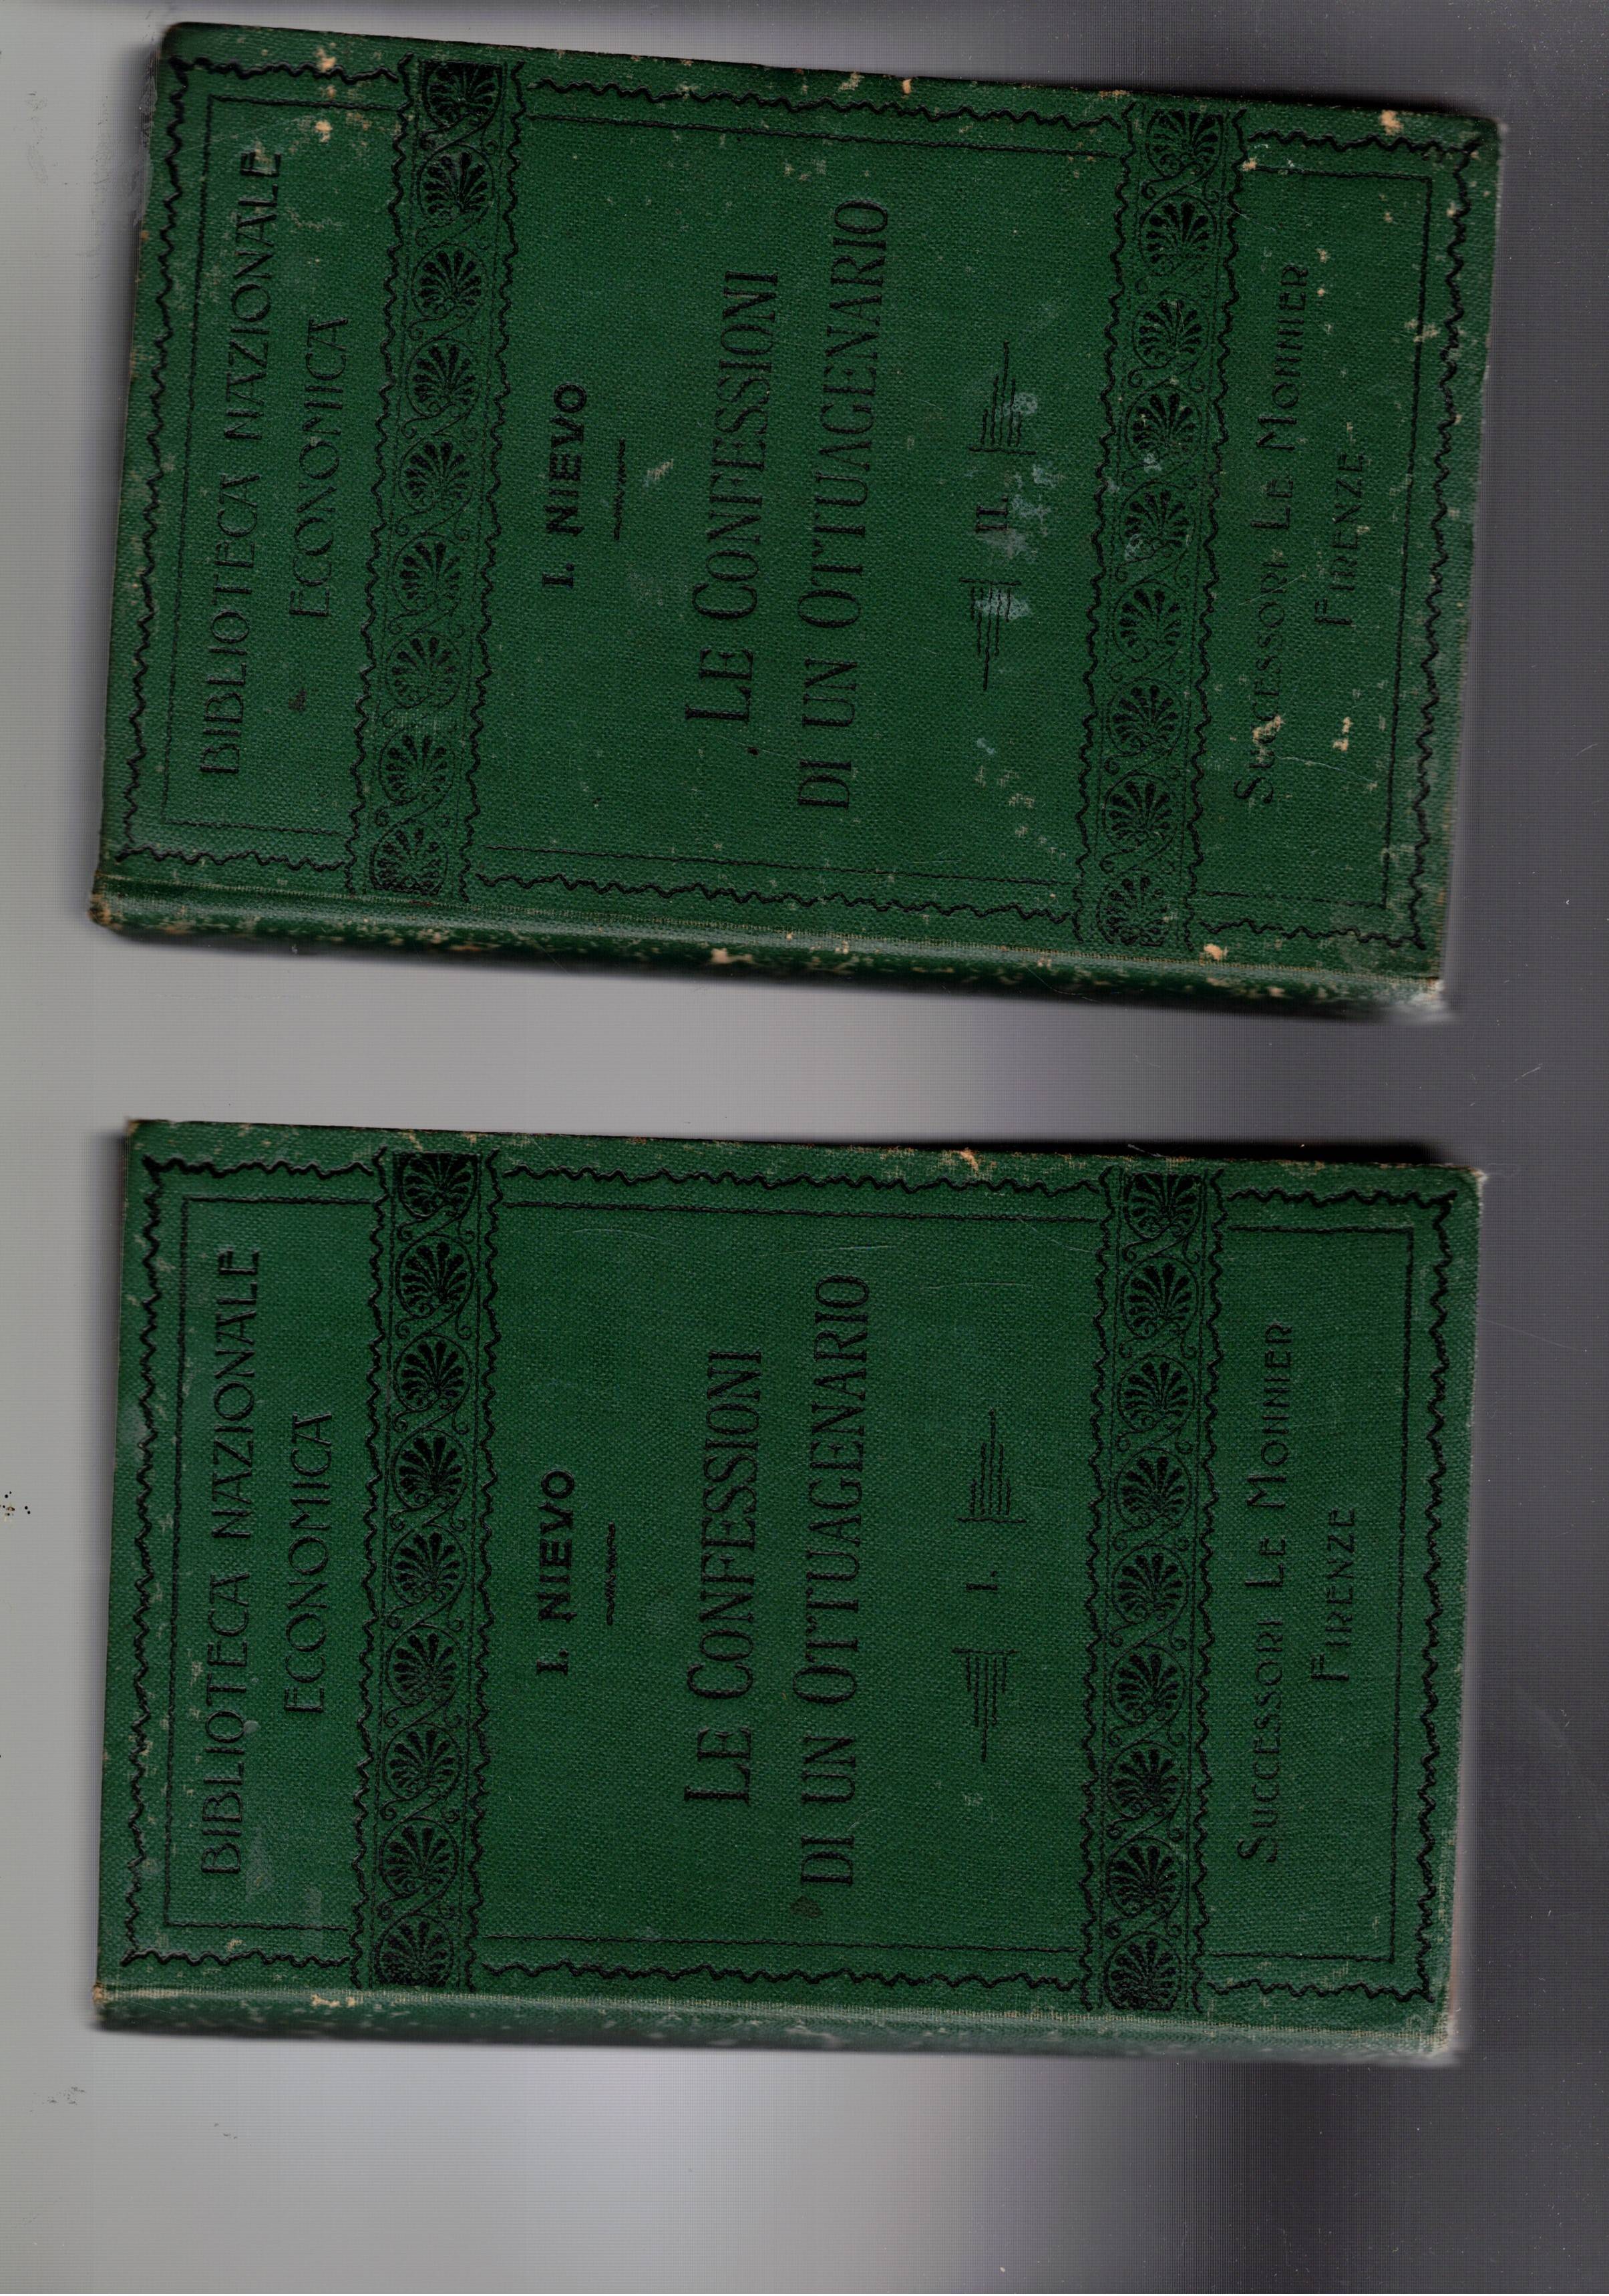 BIBLIOTECA NAZIONALE
ECONOMICA
I. NIEVO
LE CONFESSIONI
DI UN OTTUAGENARIO
II.
SUCCESSORI LE MONNIER
FIRENZE
BIBLIOTECA NAZIONALE
ECONOMICA
I. NIEVO
LE CONFESSIONI
DI UN OTTUAGENARIO
I.
SUCCESSORI LE MONNIER
FIRENZE